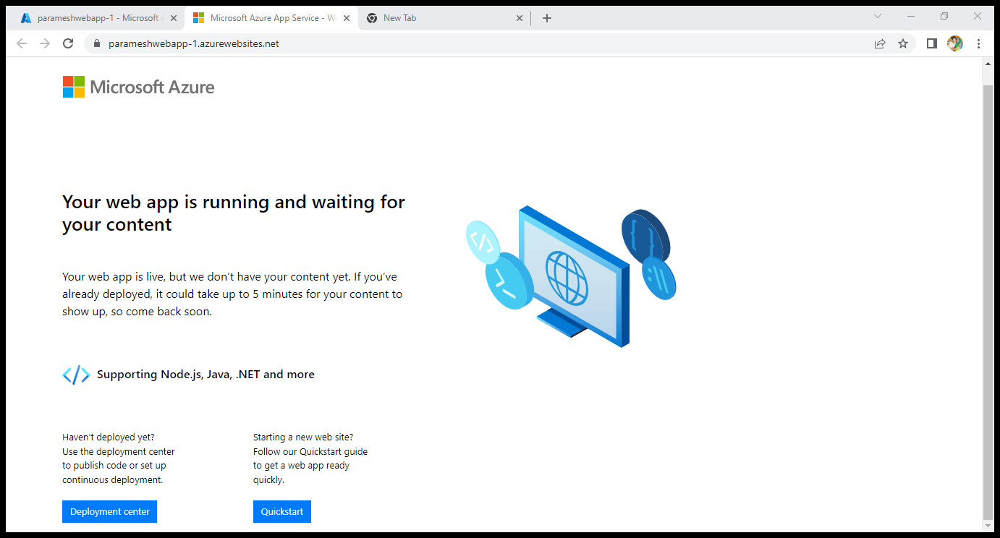 parameshwebapp-1 - Microsoft A
Microsoft Azure App Service - We
New Tab
parameshwebapp-1.azurewebsites.net
Microsoft Azure
Your web app is running and waiting for
your content
Your web app is live, but we don’t have your content yet. If you’ve
already deployed, it could take up to 5 minutes for your content to
show up, so come back soon.
</> Supporting Node.js, Java, .NET and more
Haven’t deployed yet?
Use the deployment center
to publish code or set up
continuous deployment.
Deployment center
Starting a new web site?
Follow our Quickstart guide
to get a web app ready
quickly.
Quickstart